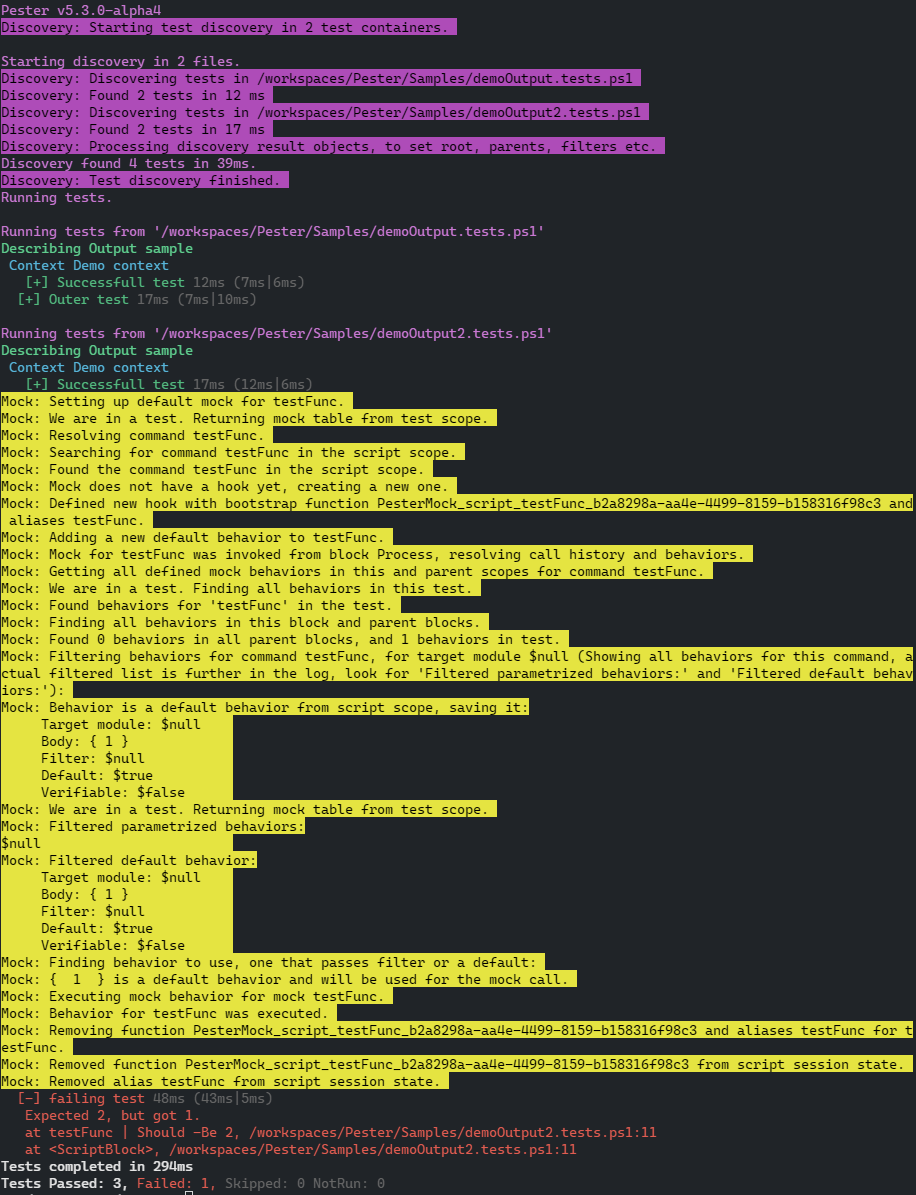 Pester v5.3.0-alpha4
Discovery: Starting test discovery in 2 test containers.
Starting discovery in 2 files.
Discovery: Discovering tests in /workspaces/Pester/Samples/demoOutput.tests.ps1
Discovery: Found 2 tests in 12 ms
Discovery: Discovering tests in /workspaces/Pester/Samples/demoOutput2.tests.ps1
Discovery: Found 2 tests in 17 ms
Discovery: Processing discovery result objects, to set root, parents, filters etc.
Discovery found 4 tests in 39ms.
Discovery: Test discovery finished.
Running tests.
Running tests from '/workspaces/Pester/Samples/demoOutput.tests.ps1'
Describing Output sample
Context Demo context
[+] Successfull test 12ms (7ms|6ms)
[+] Outer test 17ms (7ms|10ms)
Running tests from '/workspaces/Pester/Samples/demoOutput2.tests.ps1'
Describing Output sample
Context Demo context
[+] Successfull test 17ms (12ms|6ms)
Mock: Setting up default mock for testFunc.
Mock: We are in a test. Returning mock table from test scope.
Mock: Resolving command testFunc.
Mock: Searching for command testFunc in the script scope.
Mock: Found the command testFunc in the script scope.
Mock: Mock does not have a hook yet, creating a new one.
Mock: Defined new hook with bootstrap function PesterMock_script_testFunc_b2a8298a-aa4e-4499-8159-b158316f98c3 and
aliases testFunc.
Mock: Adding a new default behavior to testFunc.
Mock: Mock for testFunc was invoked from block Process, resolving call history and behaviors.
Mock: Getting all defined mock behaviors in this and parent scopes for command testFunc.
Mock: We are in a test. Finding all behaviors in this test.
Mock: Found behaviors for 'testFunc' in the test.
Mock: Finding all behaviors in this block and parent blocks.
Mock: Found 0 behaviors in all parent blocks, and 1 behaviors in test.
Mock: Filtering behaviors for command testFunc, for target module $null (Showing all behaviors for this command, a
ctual filtered list is further in the log, look for 'Filtered parametrized behaviors:' and 'Filtered default behav
iors:'):
Mock: Behavior is a default behavior from script scope, saving it:
Target module: $null
Body: { 1 }
Filter: $null
Default: $true
Verifiable: $false
Mock: We are in a test. Returning mock table from test scope.
Mock: Filtered parametrized behaviors:
$null
Mock: Filtered default behavior:
Target module: $null
Body: { 1 }
Filter: $null
Default: $true
Verifiable: $false
Mock: Finding behavior to use, one that passes filter or a default:
Mock: {  1  } is a default behavior and will be used for the mock call.
Mock: Executing mock behavior for mock testFunc.
Mock: Behavior for testFunc was executed.
Mock: Removing function PesterMock_script_testFunc_b2a8298a-aa4e-4499-8159-b158316f98c3 and aliases testFunc for t
estFunc.
Mock: Removed function PesterMock_script_testFunc_b2a8298a-aa4e-4499-8159-b158316f98c3 from script session state.
Mock: Removed alias testFunc from script session state.
[-] failing test 48ms (43ms|5ms)
Expected 2, but got 1.
at testFunc | Should -Be 2, /workspaces/Pester/Samples/demoOutput2.tests.ps1:11
at <ScriptBlock>, /workspaces/Pester/Samples/demoOutput2.tests.ps1:11
Tests completed in 294ms
Tests Passed: 3, Failed: 1, Skipped: 0 NotRun: 0